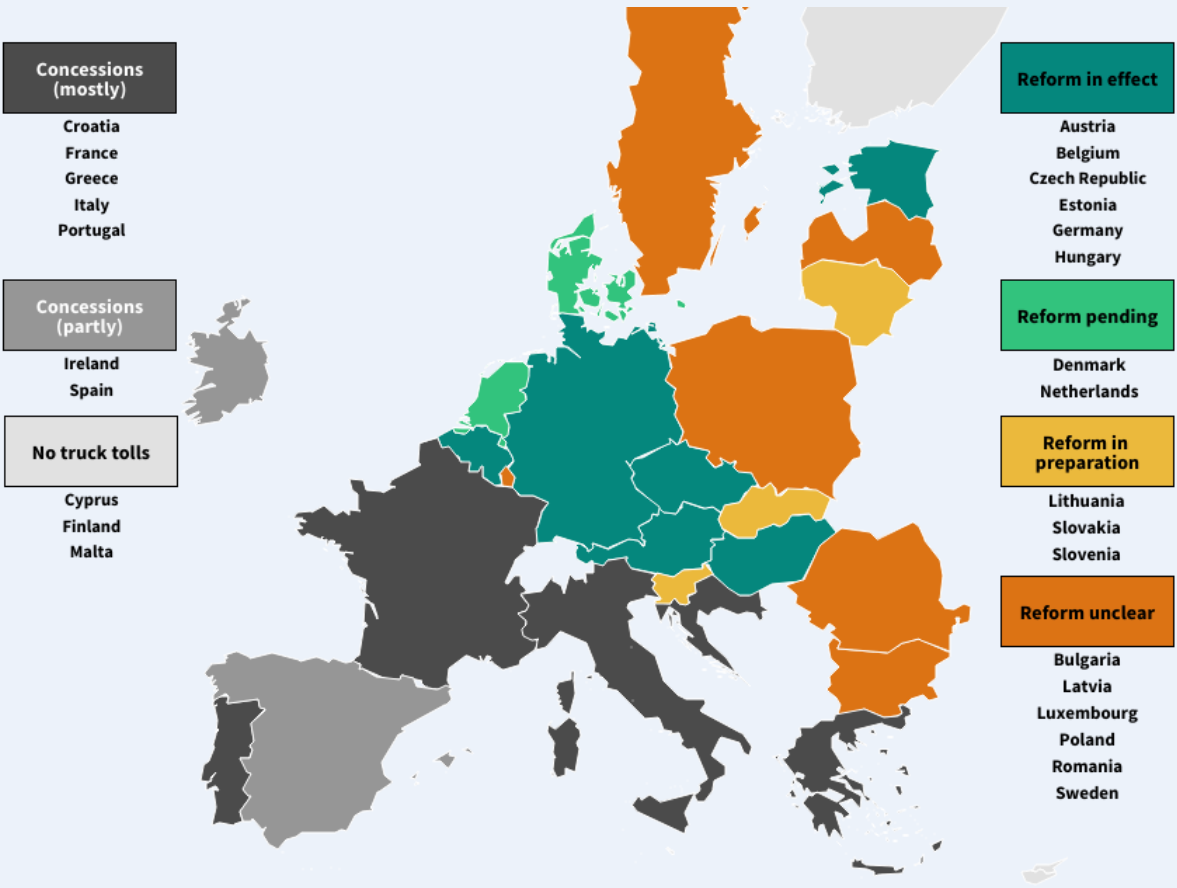 Concessions
(mostly)
Croatia
France
Greece
Italy
Portugal
Concessions
(partly)
Ireland
Spain
No truck tolls
Cyprus
Finland
Malta
Reform in effect
Austria
Belgium
Czech Republic
Estonia
Germany
Hungary
Reform pending
Denmark
Netherlands
Reform in
preparation
Lithuania
Slovakia
Slovenia
Reform unclear
Bulgaria
Latvia
Luxembourg
Poland
Romania
Sweden